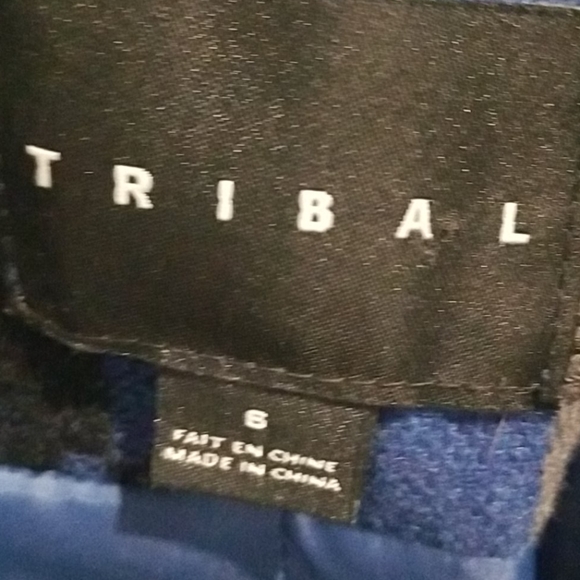 TRIBAL
6
FAIT EN CHINE
MADE IN CHINA